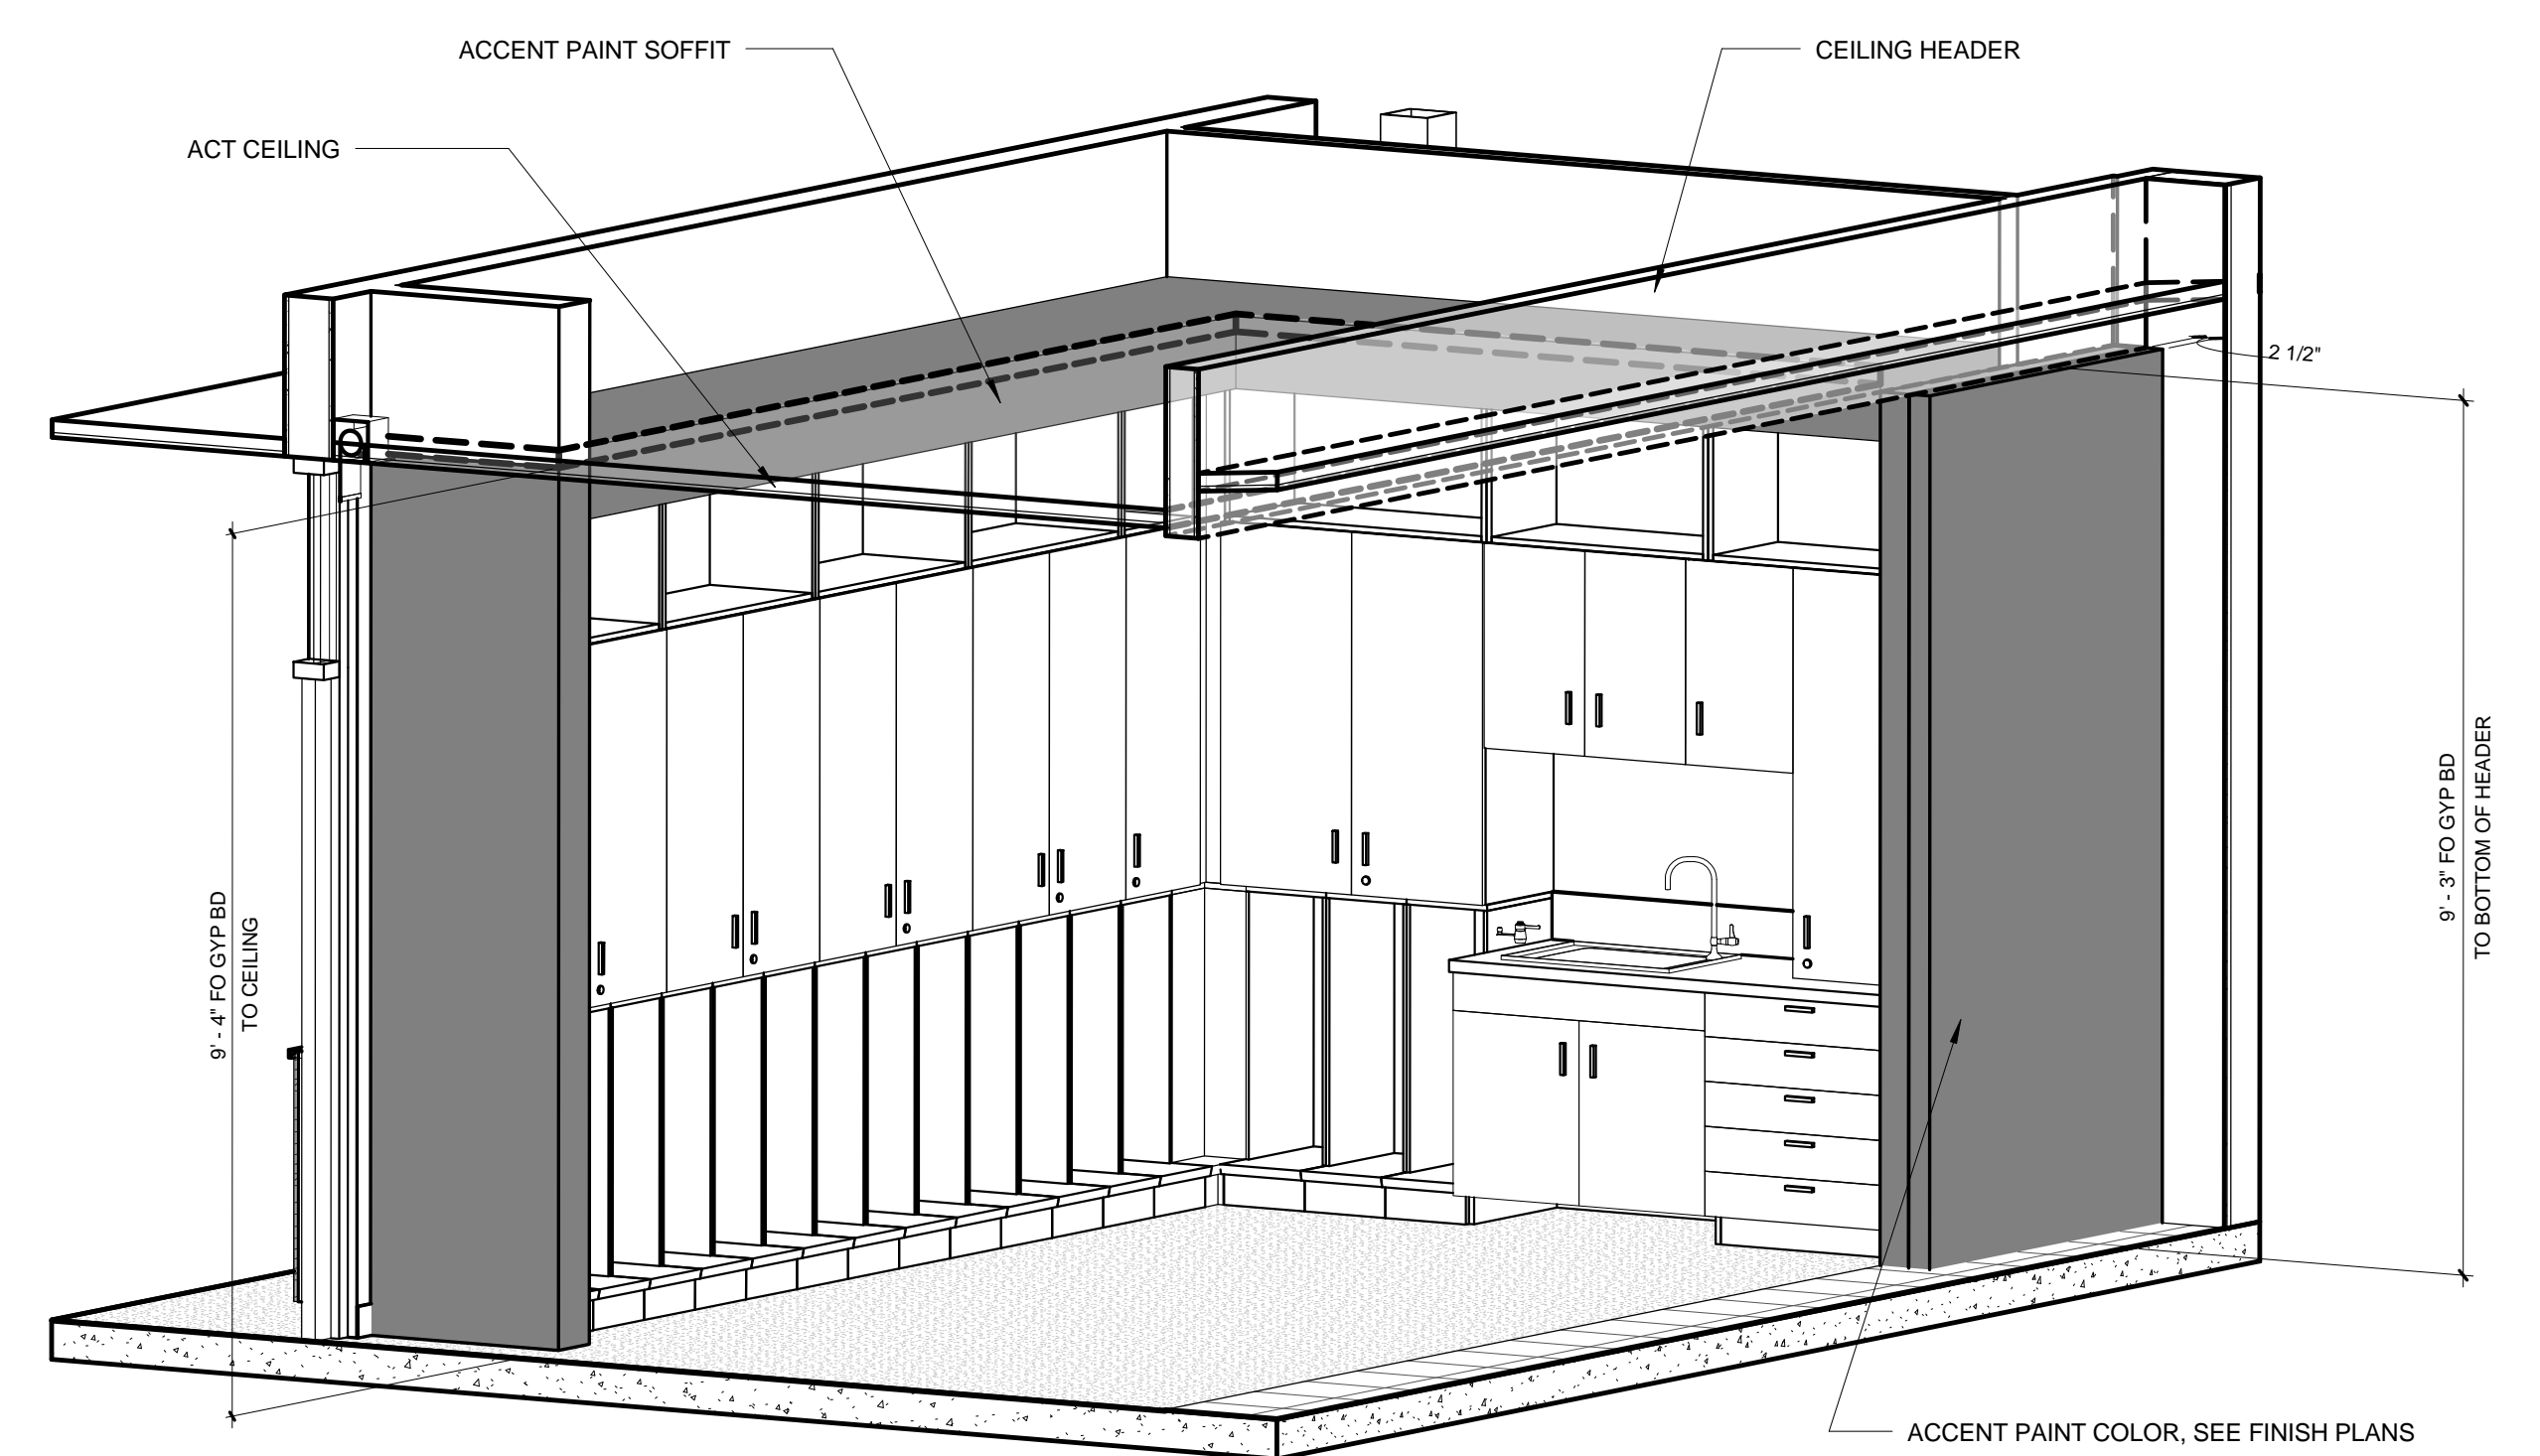 ACCENT PAINT SOFFIT
CEILING HEADER
ACT CEILING
2 1/2"
9' - 4" FO GYP BD
TO CEILING
9' - 3" FO GYP BD
TO BOTTOM OF HEADER
ACCENT PAINT COLOR, SEE FINISH PLANS